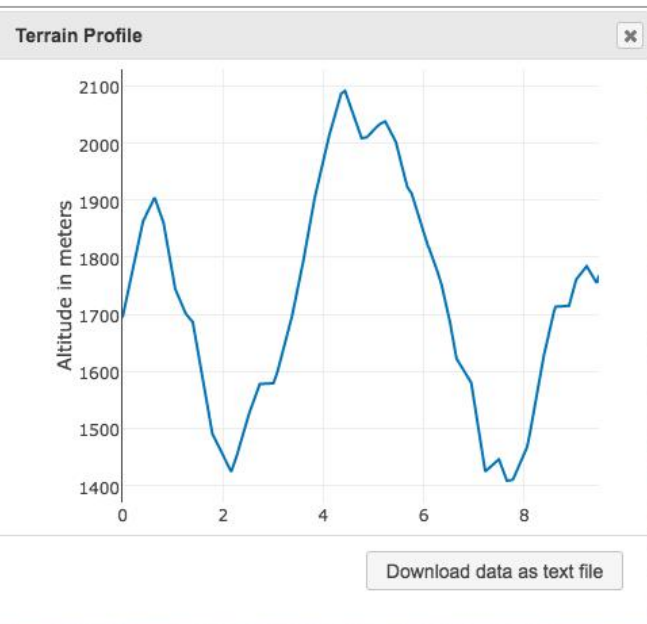 Terrain Profile
2100
2000
1900
1800
1700
1600
1500
1400
Altitude in meters
0 2 4 6 8
Download data as text file